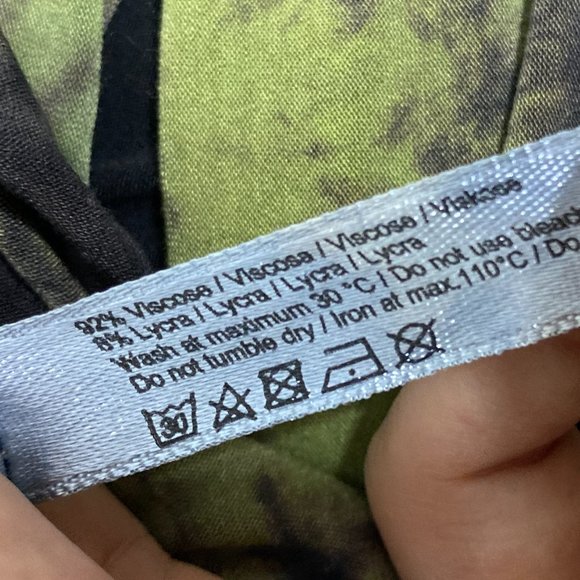 92% Viscose / Viscose / Viscose / Viskose
8% Lycra / Lycra / Lycra / Lycra
Wash at maximum 30 °C / Do not use bleach
Do not tumble dry / Iron at max.110°C / Do
30